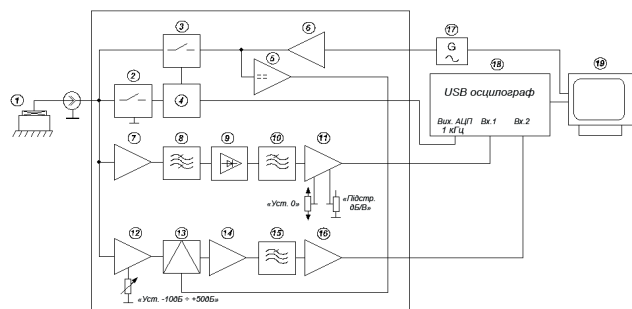 1
2
3
4
5
6
7
8
9
10
11
12
13
14
15
16
17
18
19
G
USB осцилограф
Вих. АЦП
1 кГц
Вх.1
Вх.2
«Уст. 0»
«Підстр.
дБ/В»
«Уст. -10дБ ÷ +50дБ»